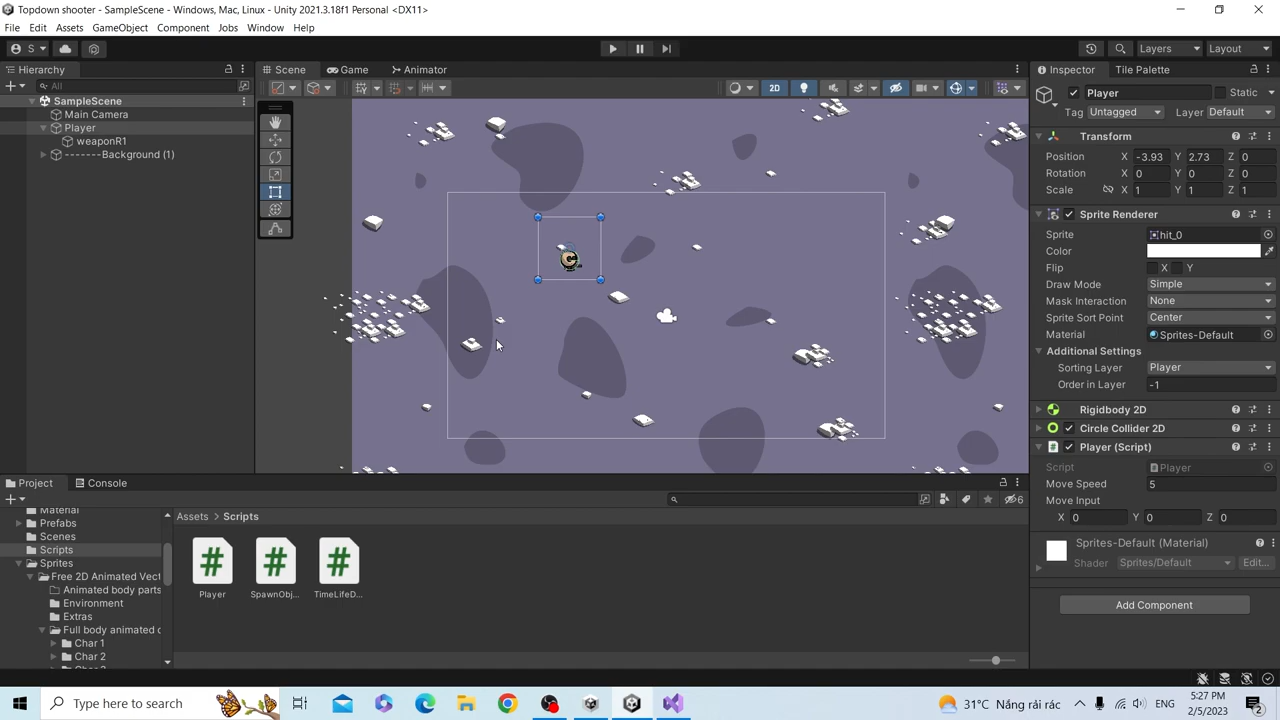 Topdown shooter - SampleScene - Windows, Mac, Linux - Unity 2021.3.18f1 Personal <DX11>
File Edit Assets GameObject Component Jobs Window Help
S Layers Layout
Hierarchy Scene Game Animator Inspector Tile Palette
All 2D Player Static
SampleScene Tag Untagged Layer Default
Main Camera
Player Transform
weaponR1 Position X -3.93 Y 2.73 Z 0
-------Background (1) Rotation X 0 Y 0 Z 0
Scale X 1 Y 1 Z 1
Sprite Renderer
Sprite hit_0
Color
Flip X Y
Draw Mode Simple
Mask Interaction None
Sprite Sort Point Center
Material Sprites-Default
Additional Settings
Sorting Layer Player
Order in Layer -1
Rigidbody 2D
Circle Collider 2D
Player (Script)
Script Player
Project Console Move Speed 5
6 Move Input
Material Assets > Scripts X 0 Y 0 Z 0
Prefabs
Scenes Sprites-Default (Material)
Scripts Shader Sprites/Default Edit...
Sprites
Free 2D Animated Vect
Animated body parts Player SpawnObj... TimeLifeD...
Environment Add Component
Extras
Full body animated c
Char 1
Char 2
Type here to search 31°C Nắng rải rác 5:27 PM
2/5/2023 2